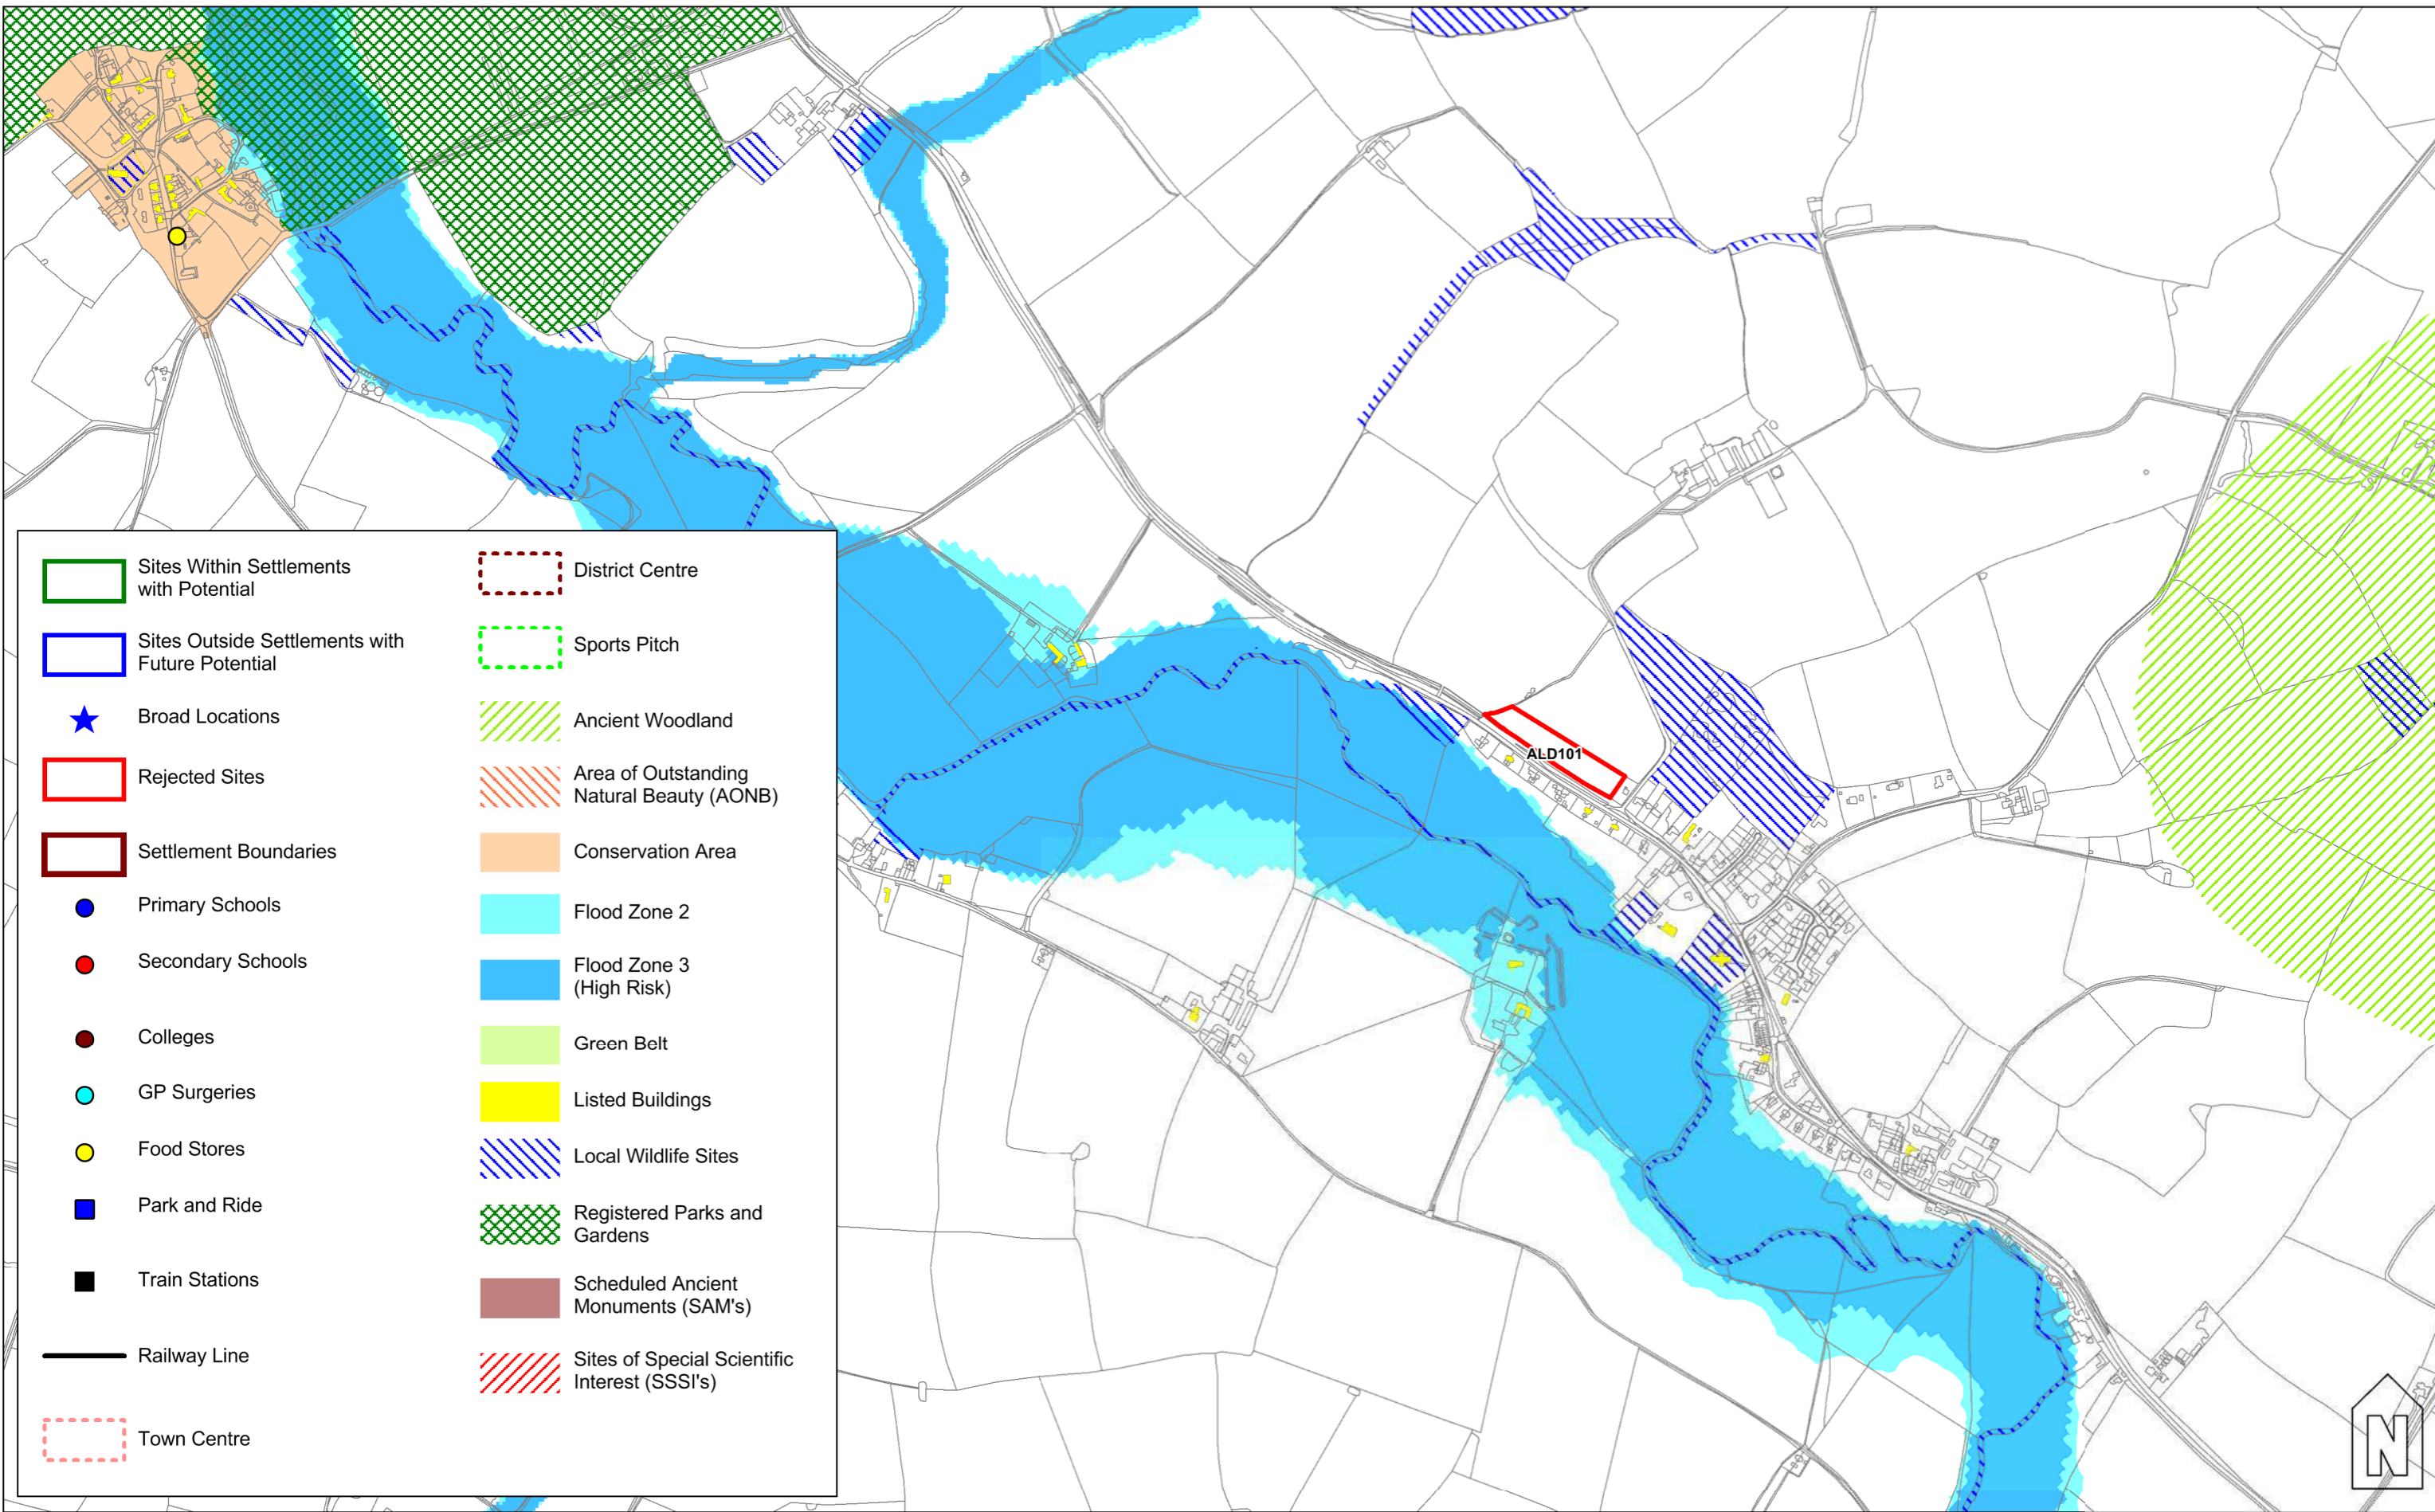 Sites Within Settlements
with Potential
Sites Outside Settlements with
Future Potential
Broad Locations
Rejected Sites
Settlement Boundaries
Primary Schools
Secondary Schools
Colleges
GP Surgeries
Food Stores
Park and Ride
Train Stations
Railway Line
Town Centre
District Centre
Sports Pitch
Ancient Woodland
Area of Outstanding
Natural Beauty (AONB)
Conservation Area
Flood Zone 2
Flood Zone 3
(High Risk)
Green Belt
Listed Buildings
Local Wildlife Sites
Registered Parks and
Gardens
Scheduled Ancient
Monuments (SAM's)
Sites of Special Scientific
Interest (SSSI's)
ALD101
N